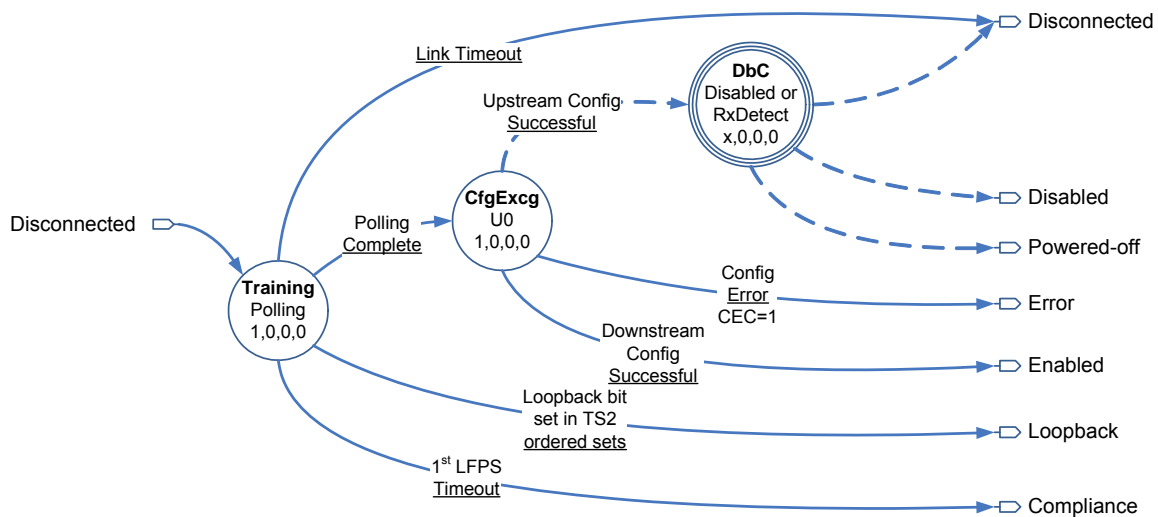 Disconnected
Link Timeout
DbC
Disabled or
RxDetect
x,0,0,0
Upstream Config
Successful
CfgExcg
U0
1,0,0,0
Disabled
Disconnected
Polling
Complete
Powered-off
Training
Polling
1,0,0,0
Config
Error
CEC=1
Error
Downstream
Config
Successful
Enabled
Loopback bit
set in TS2
ordered sets
Loopback
1st LFPS
Timeout
Compliance